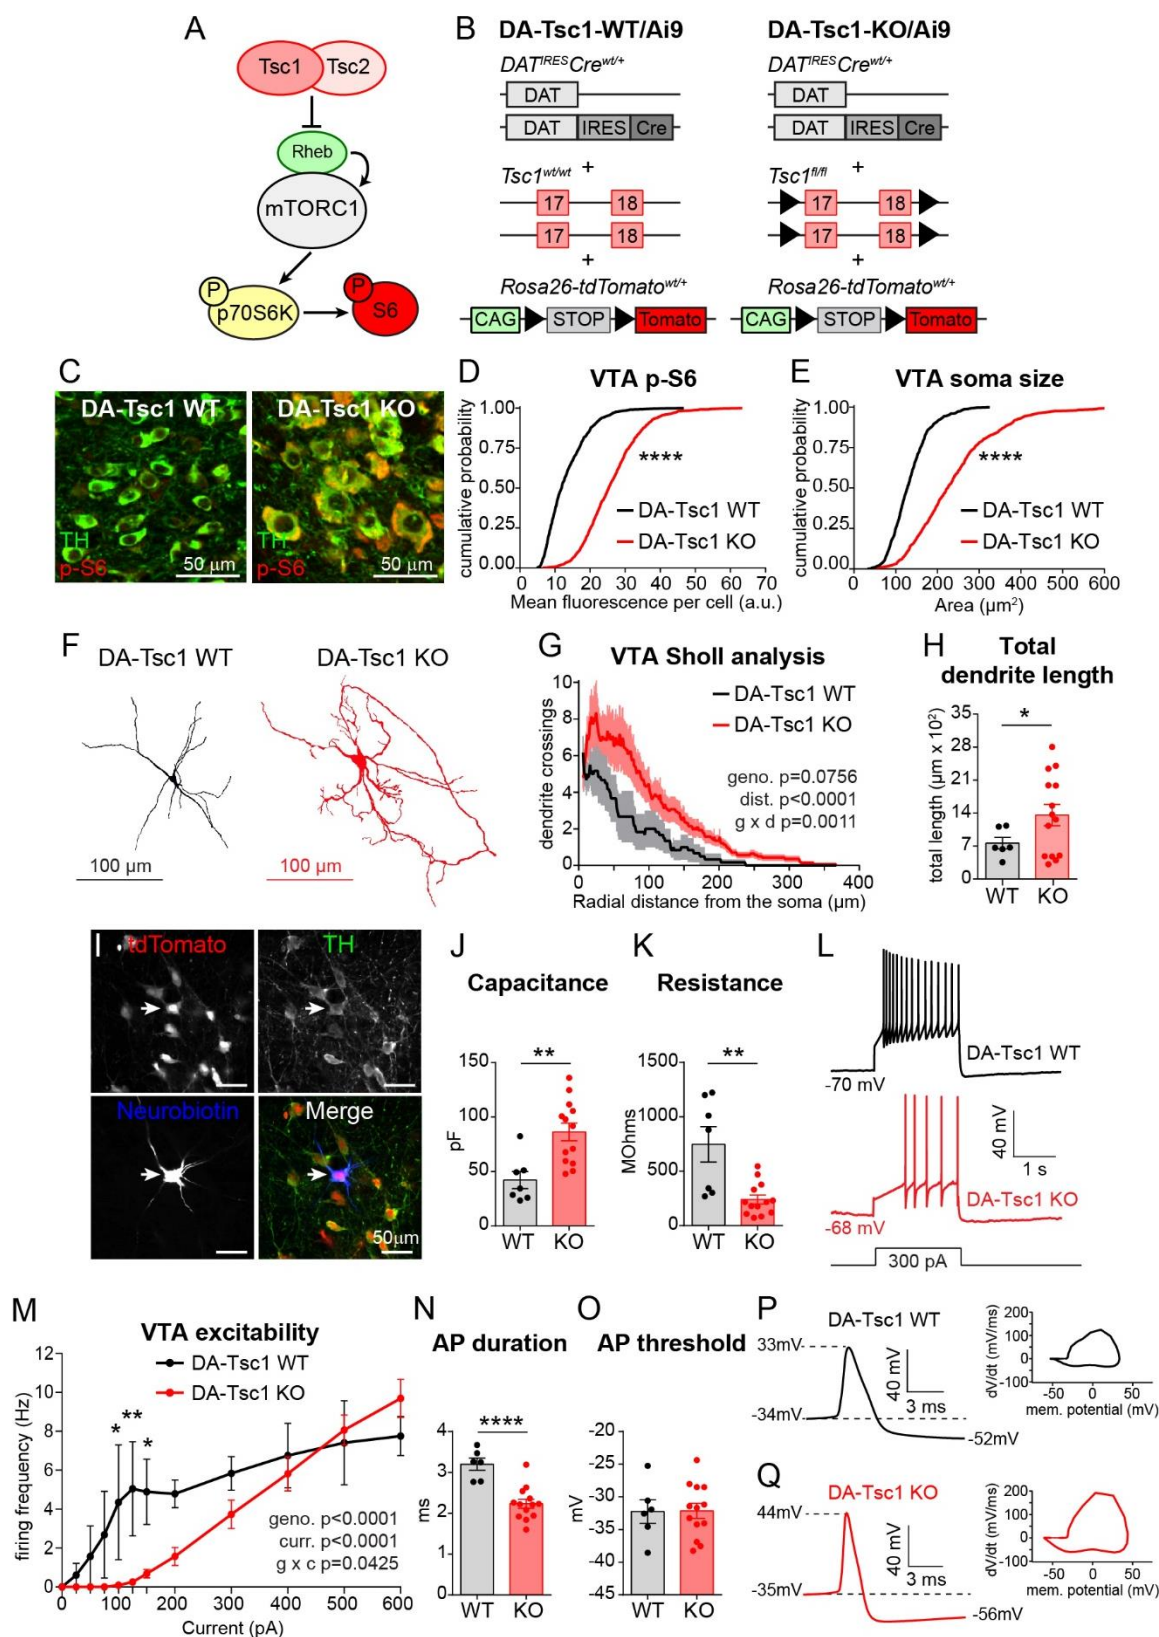 A
Tsc1
Tsc2
Rheb
mTORC1
P
p70S6K
P
S6
B
DA-Tsc1-WT/Ai9
DA-Tsc1-KO/Ai9
DAT^IRES Cre^wt/+
DAT^IRES Cre^wt/+
DAT
DAT
DAT IRES Cre
DAT IRES Cre
+
+
Tsc1^wt/wt
Tsc1^fl/fl
17 18
17 18
17 18
17 18
+
+
Rosa26-tdTomato^wt/+
Rosa26-tdTomato^wt/+
CAG STOP Tomato
CAG STOP Tomato
C
DA-Tsc1 WT
DA-Tsc1 KO
TH
p-S6
50 µm
TH
p-S6
50 µm
D
VTA p-S6
cumulative probability
1.00
0.75
0.50
0.25
0.00
****
DA-Tsc1 WT
DA-Tsc1 KO
0 10 20 30 40 50 60 70
Mean fluorescence per cell (a.u.)
E
VTA soma size
cumulative probability
1.00
0.75
0.50
0.25
0.00
****
DA-Tsc1 WT
DA-Tsc1 KO
0 100 200 300 400 500 600
Area (µm²)
F
DA-Tsc1 WT
DA-Tsc1 KO
100 µm
100 µm
G
VTA Sholl analysis
dendrite crossings
10
8
6
4
2
0
DA-Tsc1 WT
DA-Tsc1 KO
geno. p=0.0756
dist. p<0.0001
g x d p=0.0011
0 100 200 300 400
Radial distance from the soma (µm)
H
Total
dendrite length
total length (µm x 10²)
35
28
21
14
7
0
*
WT KO
I
tdTomato
TH
Neurobiotin
Merge
50µm
J
Capacitance
pF
150
100
50
0
**
WT KO
K
Resistance
MOhms
1500
1000
500
0
**
WT KO
L
DA-Tsc1 WT
-70 mV
40 mV
1 s
DA-Tsc1 KO
-68 mV
300 pA
M
VTA excitability
firing frequency (Hz)
12
10
8
6
4
2
0
DA-Tsc1 WT
DA-Tsc1 KO
* ** *
geno. p<0.0001
curr. p<0.0001
g x c p=0.0425
0 100 200 300 400 500 600
Current (pA)
N
AP duration
ms
4
3
2
1
0
****
WT KO
O
AP threshold
mV
-20
-25
-30
-35
-40
-45
WT KO
P
DA-Tsc1 WT
33mV
-34mV
-52mV
40 mV
3 ms
dV/dt (mV/ms)
200
100
0
-100
-50 0 50
mem. potential (mV)
Q
DA-Tsc1 KO
44mV
-35mV
-56mV
40 mV
3 ms
dV/dt (mV/ms)
200
100
0
-100
-50 0 50
mem. potential (mV)